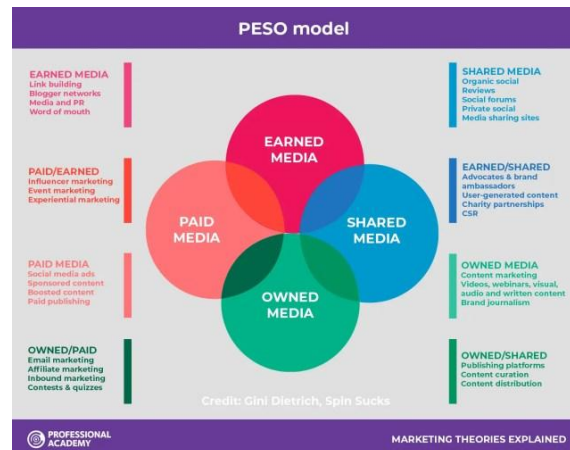 PESO model
EARNED MEDIA
Link building
Blogger networks
Media and PR
Word of mouth
PAID/EARNED
Influencer marketing
Event marketing
Experiential marketing
PAID MEDIA
Social media ads
Sponsored content
Boosted content
Paid publishing
OWNED/PAID
Email marketing
Affiliate marketing
Inbound marketing
Contests & quizzes
EARNED
MEDIA
PAID
MEDIA
SHARED
MEDIA
OWNED
MEDIA
SHARED MEDIA
Organic social
Reviews
Social forums
Private social
Media sharing sites
EARNED/SHARED
Advocates & brand
ambassadors
User-generated content
Charity partnerships
CSR
OWNED MEDIA
Content marketing
Videos, webinars, visual,
audio and written content
Brand journalism
OWNED/SHARED
Publishing platforms
Content curation
Content distribution
Credit: Gini Dietrich, Spin Sucks
PROFESSIONAL
ACADEMY
MARKETING THEORIES EXPLAINED